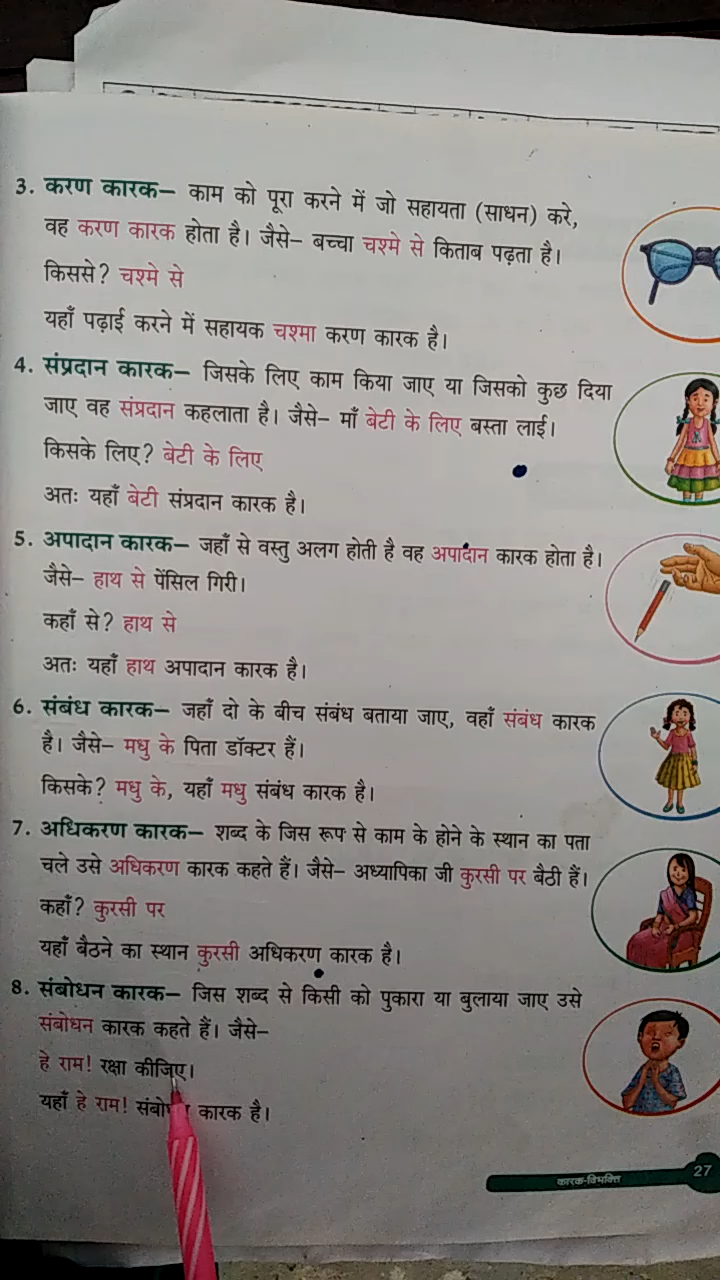 3. करण कारक– काम को पूरा करने में जो सहायता (साधन) करे,
वह करण कारक होता है। जैसे– बच्चा चश्मे से किताब पढ़ता है।
किससे? चश्मे से
यहाँ पढ़ाई करने में सहायक चश्मा करण कारक है।
4. संप्रदान कारक– जिसके लिए काम किया जाए या जिसको कुछ दिया
जाए वह संप्रदान कहलाता है। जैसे– माँ बेटी के लिए बस्ता लाई।
किसके लिए? बेटी के लिए
अतः यहाँ बेटी संप्रदान कारक है।
5. अपादान कारक– जहाँ से वस्तु अलग होती है वह अपादान कारक होता है।
जैसे– हाथ से पेंसिल गिरी।
कहाँ से? हाथ से
अतः यहाँ हाथ अपादान कारक है।
6. संबंध कारक– जहाँ दो के बीच संबंध बताया जाए, वहाँ संबंध कारक
है। जैसे– मधु के पिता डॉक्टर हैं।
किसके? मधु के, यहाँ मधु संबंध कारक है।
7. अधिकरण कारक– शब्द के जिस रूप से काम के होने के स्थान का पता
चले उसे अधिकरण कारक कहते हैं। जैसे– अध्यापिका जी कुरसी पर बैठी हैं।
कहाँ? कुरसी पर
यहाँ बैठने का स्थान कुरसी अधिकरण कारक है।
8. संबोधन कारक– जिस शब्द से किसी को पुकारा या बुलाया जाए उसे
संबोधन कारक कहते हैं। जैसे–
हे राम! रक्षा कीजिए।
यहाँ हे राम! संबोधन कारक है।
कारक-विभक्ति 27